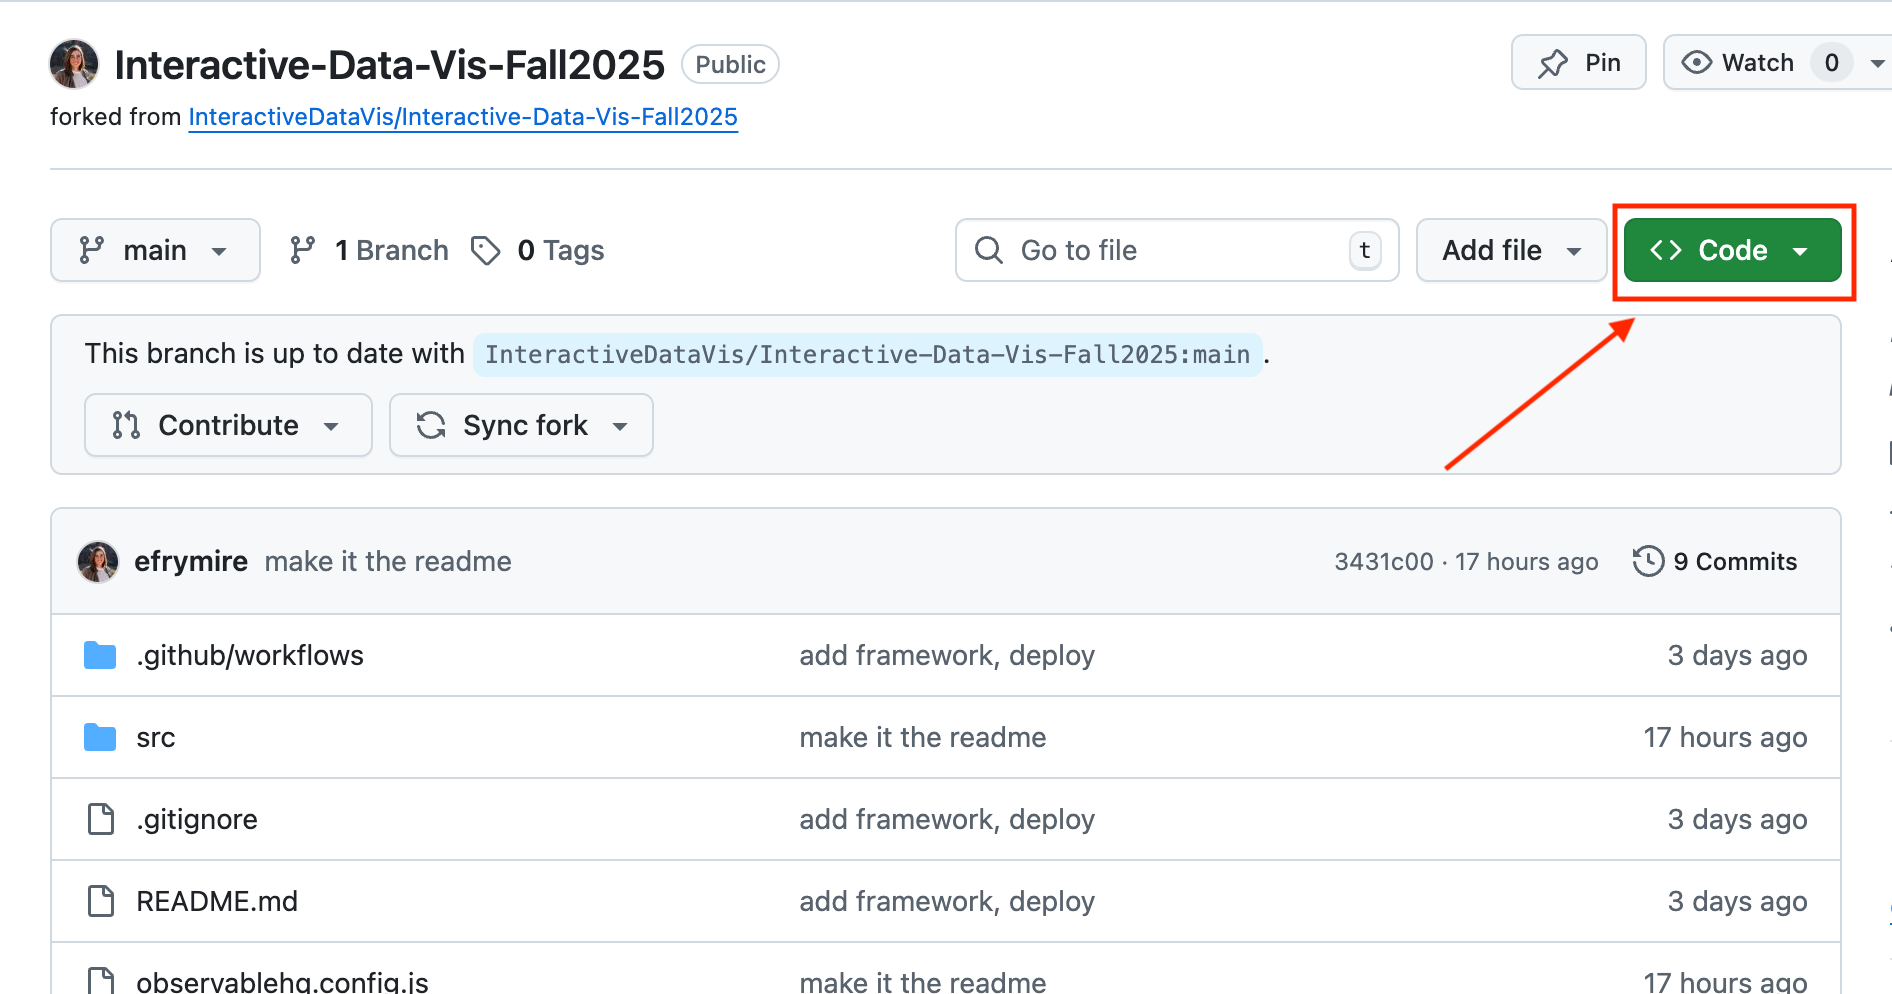 Interactive-Data-Vis-Fall2025 Public Pin Watch 0
forked from InteractiveDataVis/Interactive-Data-Vis-Fall2025
main 1 Branch 0 Tags Go to file t Add file <> Code
This branch is up to date with InteractiveDataVis/Interactive-Data-Vis-Fall2025:main .
Contribute Sync fork
efrymire make it the readme 3431c00 · 17 hours ago 9 Commits
.github/workflows add framework, deploy 3 days ago
src make it the readme 17 hours ago
.gitignore add framework, deploy 3 days ago
README.md add framework, deploy 3 days ago
observablehq.config.js make it the readme 17 hours ago